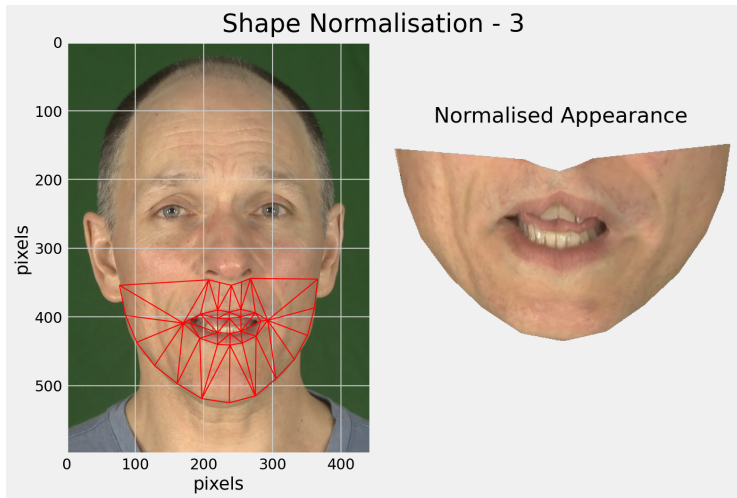 Shape Normalisation - 3
Normalised Appearance
0
100
200
300
400
500
pixels
0 100 200 300 400
pixels